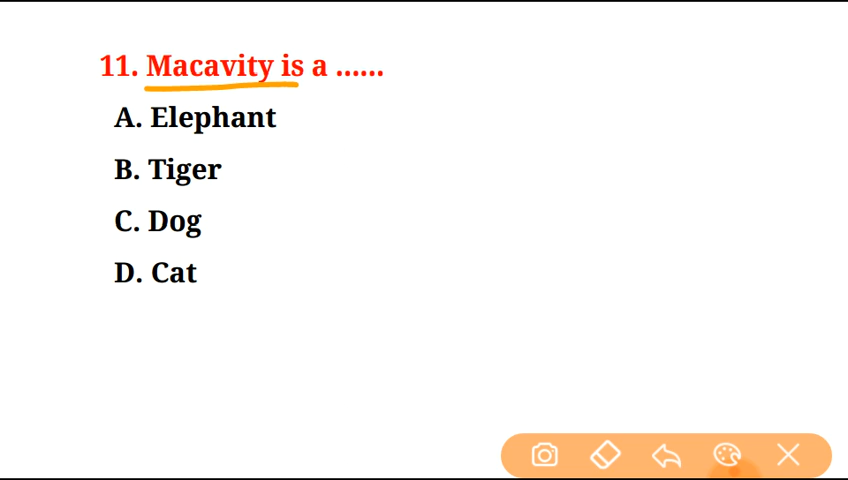 11. Macavity is a ......
A. Elephant
B. Tiger
C. Dog
D. Cat